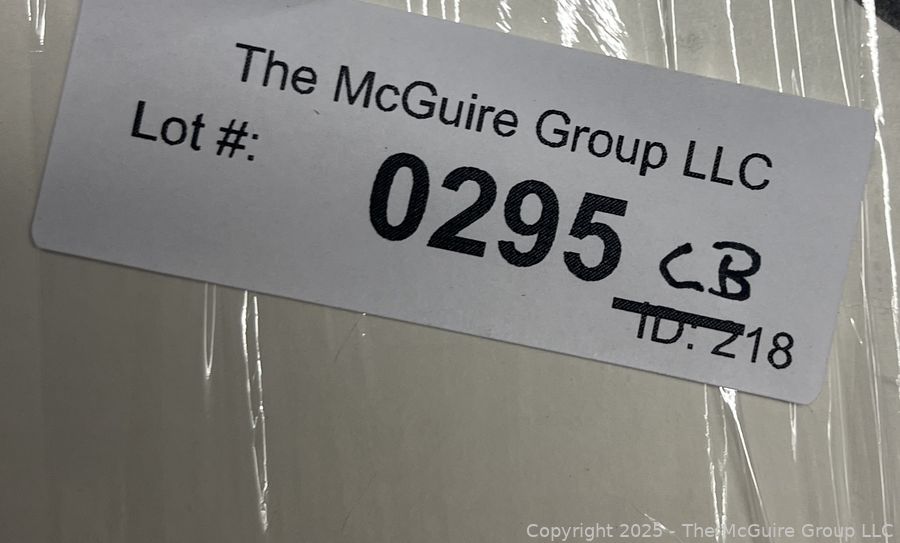 The McGuire Group LLC
Lot #:
0295 CB
ID: 218
Copyright 2025 - The McGuire Group LLC